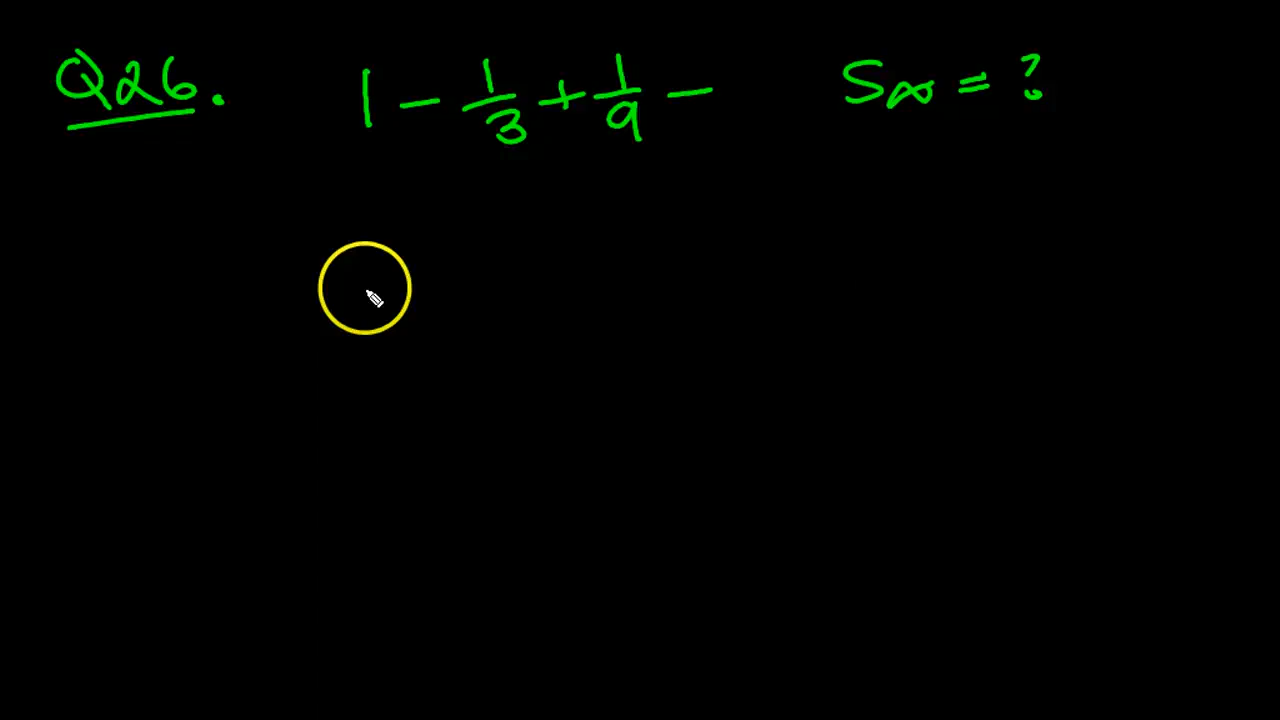 Q26. 1 - 1/3 + 1/9 - S∞ = ?